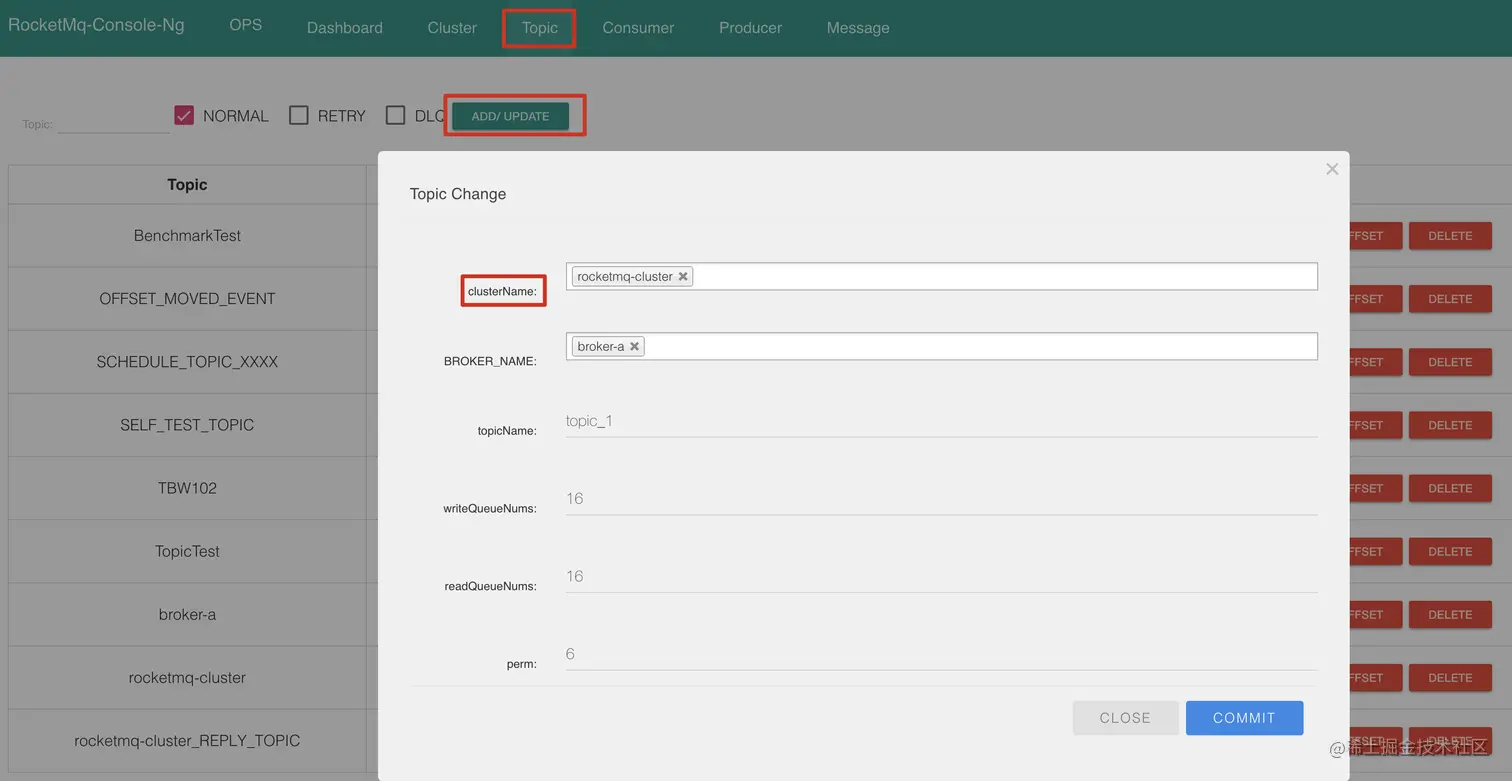 RocketMq-Console-Ng OPS Dashboard Cluster Topic Consumer Producer Message
Topic: NORMAL RETRY DLQ ADD/ UPDATE
Topic
BenchmarkTest
OFFSET_MOVED_EVENT
SCHEDULE_TOPIC_XXXX
SELF_TEST_TOPIC
TBW102
TopicTest
broker-a
rocketmq-cluster
rocketmq-cluster_REPLY_TOPIC
Topic Change
clusterName: rocketmq-cluster
BROKER_NAME: broker-a
topicName: topic_1
writeQueueNums: 16
readQueueNums: 16
perm: 6
CLOSE COMMIT
FFSET DELETE
FFSET DELETE
FFSET DELETE
FFSET DELETE
FFSET DELETE
FFSET DELETE
FFSET DELETE
FFSET DELETE
FFSET DELETE
@稀土掘金技术社区